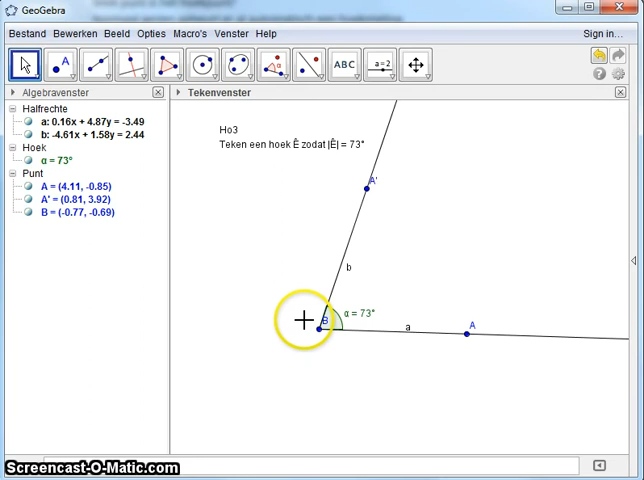 GeoGebra
Bestand Bewerken Beeld Opties Macro's Venster Help Sign in...
ABC a = 2
Algebravenster
Tekenvenster
Halfrechte
a: 0.16x + 4.87y = -3.49
b: -4.61x + 1.58y = 2.44
Hoek
α = 73°
Punt
A = (4.11, -0.85)
A' = (0.81, 3.92)
B = (-0.77, -0.69)
Ho3
Teken een hoek Ê zodat |Ê| = 73°
A'
b
α = 73°
B
a
A
Screencast-O-Matic.com